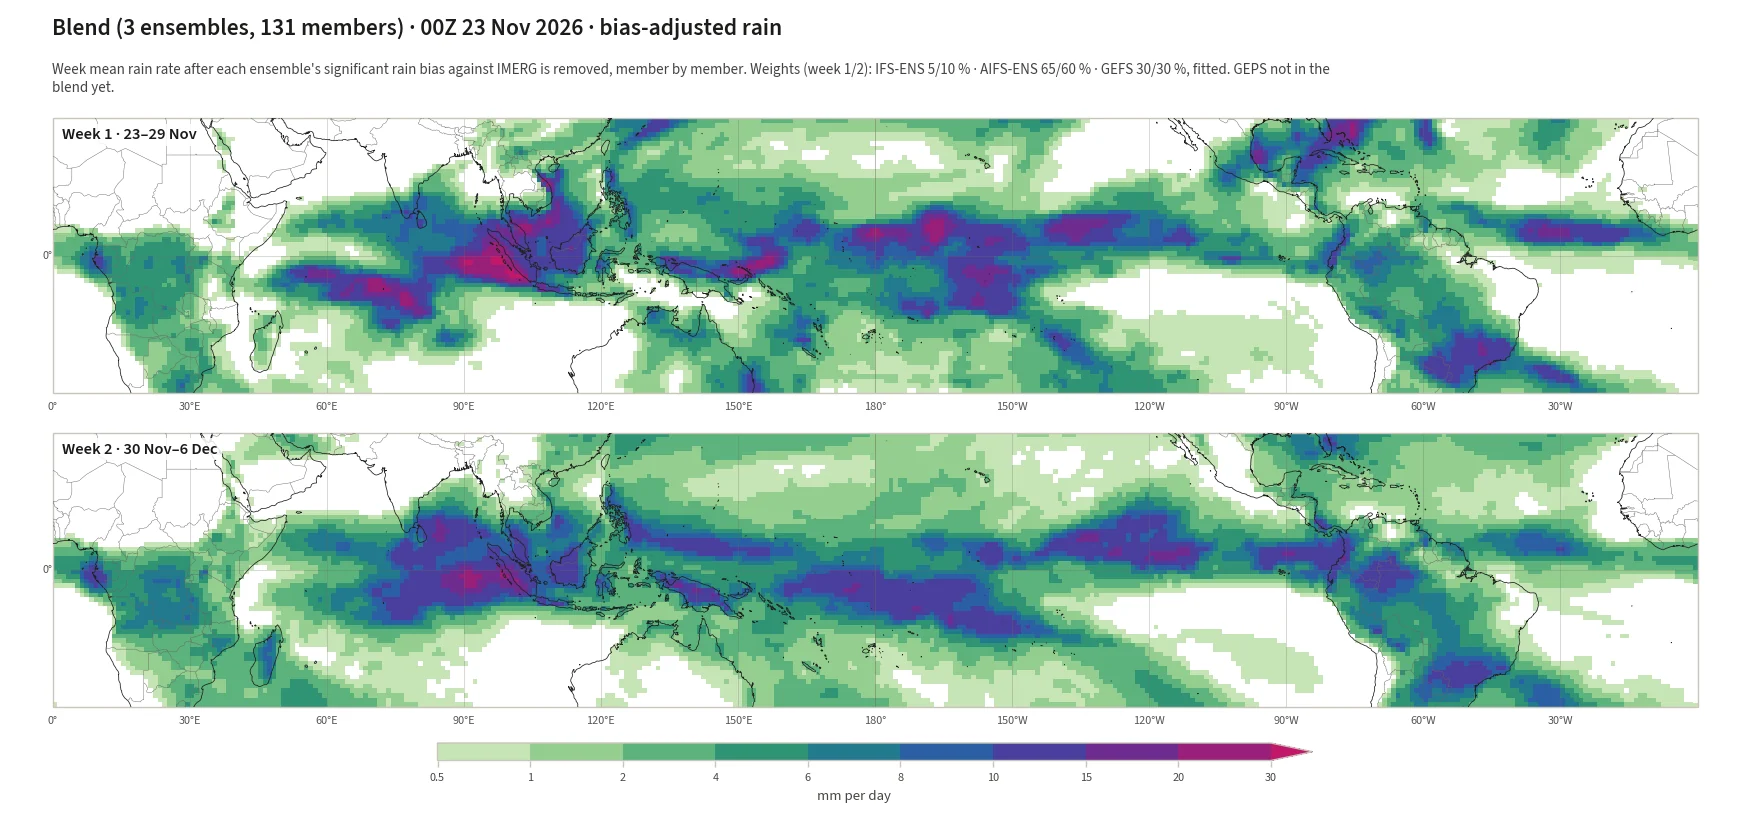 Blend (3 ensembles, 131 members) · 00Z 23 Nov 2026 · bias-adjusted rain
Week mean rain rate after each ensemble's significant rain bias against IMERG is removed, member by member. Weights (week 1/2): IFS-ENS 5/10 % · AIFS-ENS 65/60 % · GEFS 30/30 %, fitted. GEPS not in the
blend yet.
Week 1 · 23–29 Nov
0°
0° 30°E 60°E 90°E 120°E 150°E 180° 150°W 120°W 90°W 60°W 30°W
Week 2 · 30 Nov–6 Dec
0°
0° 30°E 60°E 90°E 120°E 150°E 180° 150°W 120°W 90°W 60°W 30°W
0.5 1 2 4 6 8 10 15 20 30
mm per day